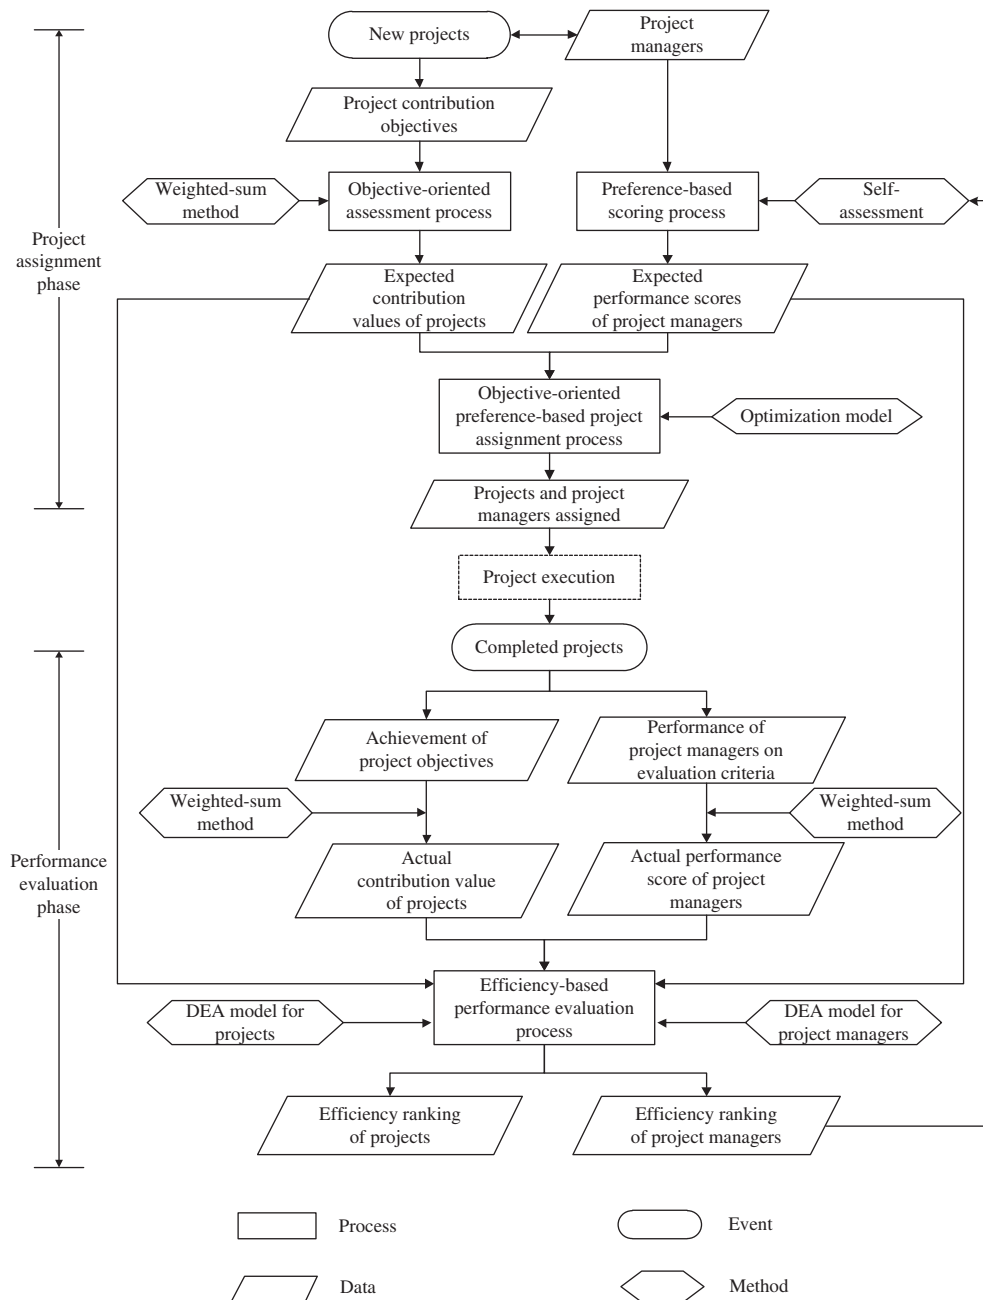 New projects
Project
managers
Project contribution
objectives
Weighted-sum
method
Objective-oriented
assessment process
Preference-based
scoring process
Self-
assessment
Project
assignment
phase
Expected
contribution
values of projects
Expected
performance scores
of project managers
Objective-oriented
preference-based project
assignment process
Optimization model
Projects and project
managers assigned
Project execution
Completed projects
Achievement of
project objectives
Performance of
project managers on
evaluation criteria
Weighted-sum
method
Weighted-sum
method
Performance
evaluation
phase
Actual
contribution value
of projects
Actual performance
score of project
managers
Efficiency-based
performance evaluation
process
DEA model for
projects
DEA model for
project managers
Efficiency ranking
of projects
Efficiency ranking
of project managers
Process
Event
Data
Method